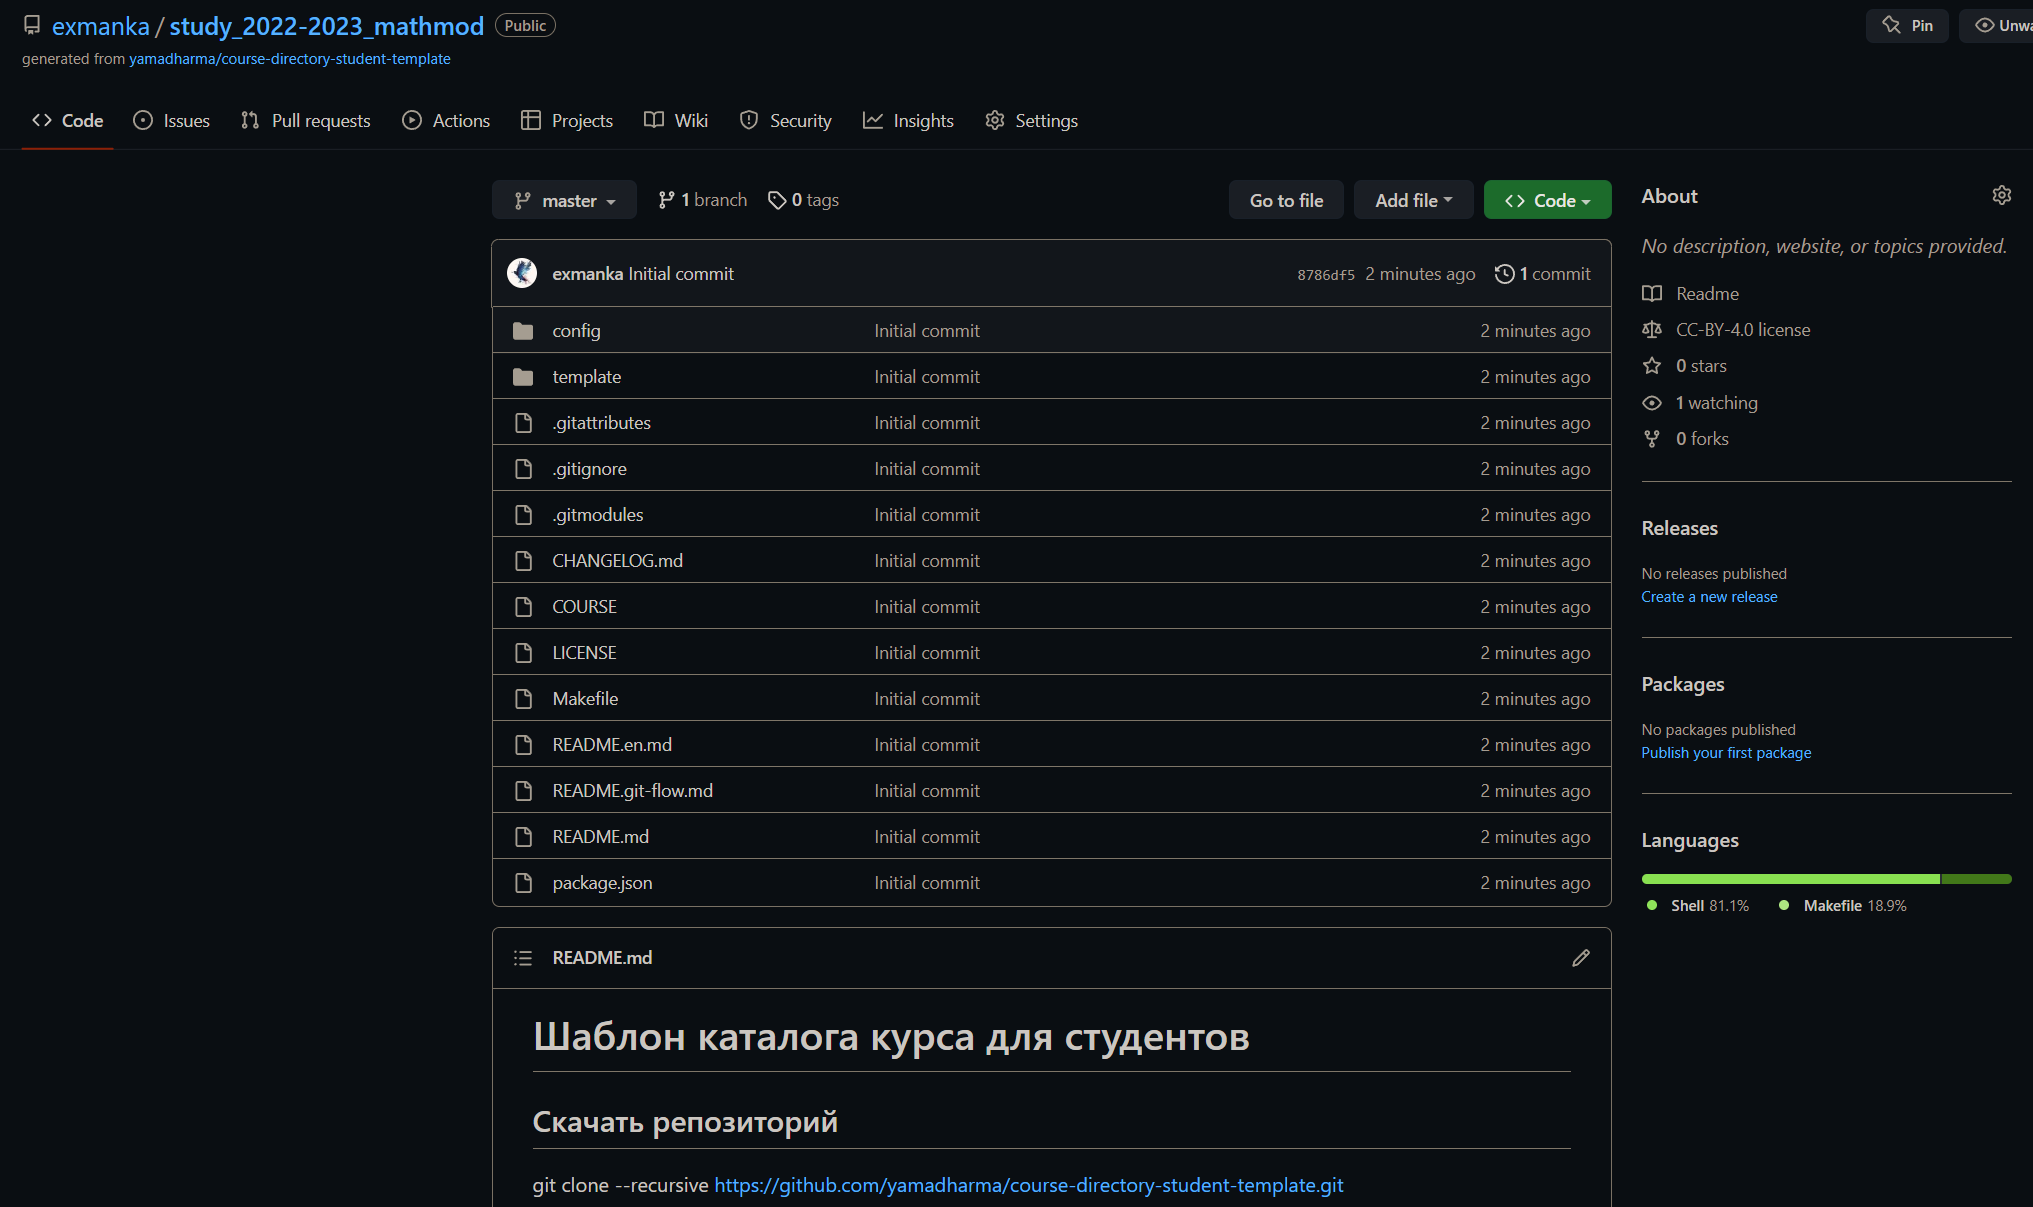 exmanka / study_2022-2023_mathmod Public
Pin
generated from yamadharma/course-directory-student-template
Code Issues Pull requests Actions Projects Wiki Security Insights Settings
master 1 branch 0 tags Go to file Add file Code
exmanka Initial commit 8786df5 2 minutes ago 1 commit
config Initial commit 2 minutes ago
template Initial commit 2 minutes ago
.gitattributes Initial commit 2 minutes ago
.gitignore Initial commit 2 minutes ago
.gitmodules Initial commit 2 minutes ago
CHANGELOG.md Initial commit 2 minutes ago
COURSE Initial commit 2 minutes ago
LICENSE Initial commit 2 minutes ago
Makefile Initial commit 2 minutes ago
README.en.md Initial commit 2 minutes ago
README.git-flow.md Initial commit 2 minutes ago
README.md Initial commit 2 minutes ago
package.json Initial commit 2 minutes ago
README.md
Шаблон каталога курса для студентов
Скачать репозиторий
git clone --recursive https://github.com/yamadharma/course-directory-student-template.git
About
No description, website, or topics provided.
Readme
CC-BY-4.0 license
0 stars
1 watching
0 forks
Releases
No releases published
Create a new release
Packages
No packages published
Publish your first package
Languages
Shell 81.1% Makefile 18.9%